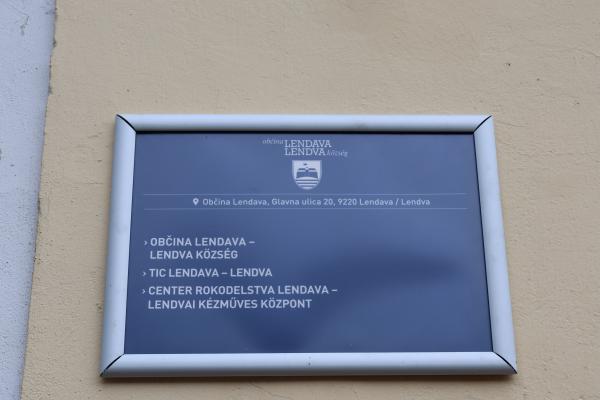 občina LENDAVA
LENDVA község
Občina Lendava, Glavna ulica 20, 9220 Lendava / Lendva
› OBČINA LENDAVA –
LENDVA KÖZSÉG
› TIC LENDAVA – LENDVA
› CENTER ROKODELSTVA LENDAVA –
LENDVAI KÉZMŰVES KÖZPONT